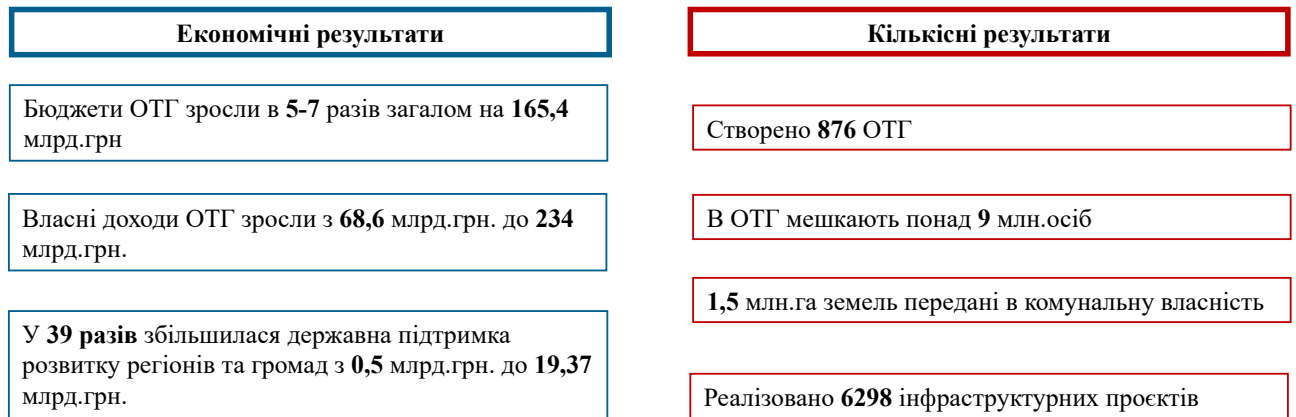 Економічні результати
Бюджети ОТГ зросли в 5-7 разів загалом на 165,4
млрд.грн
Власні доходи ОТГ зросли з 68,6 млрд.грн. до 234
млрд.грн.
У 39 разів збільшилася державна підтримка
розвитку регіонів та громад з 0,5 млрд.грн. до 19,37
млрд.грн.
Кількісні результати
Створено 876 ОТГ
В ОТГ мешкають понад 9 млн.осіб
1,5 млн.га земель передані в комунальну власність
Реалізовано 6298 інфраструктурних проєктів